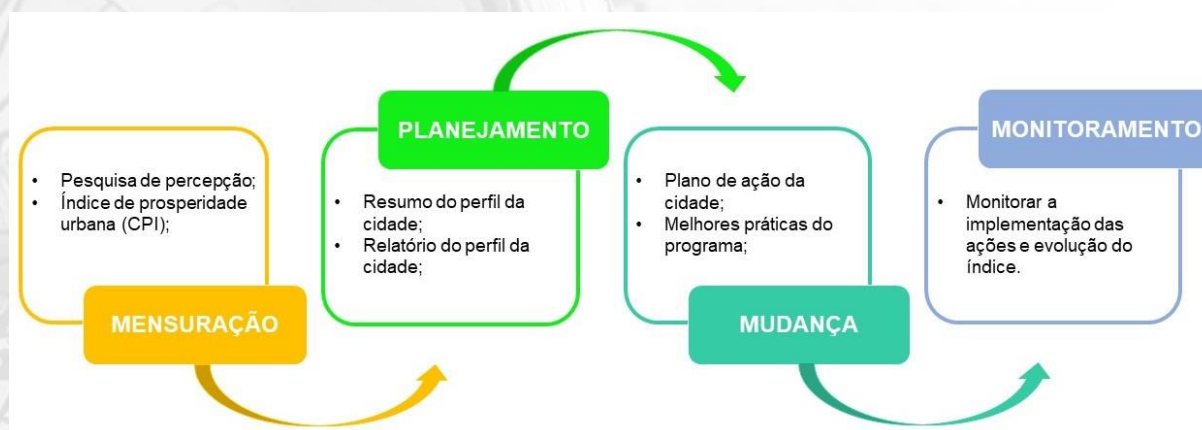 • Pesquisa de percepção;
• Índice de prosperidade
urbana (CPI);
MENSURAÇÃO
PLANEJAMENTO
• Resumo do perfil da
cidade;
• Relatório do perfil da
cidade;
• Plano de ação da
cidade;
• Melhores práticas do
programa;
MUDANÇA
MONITORAMENTO
• Monitorar a
implementação das
ações e evolução do
índice.